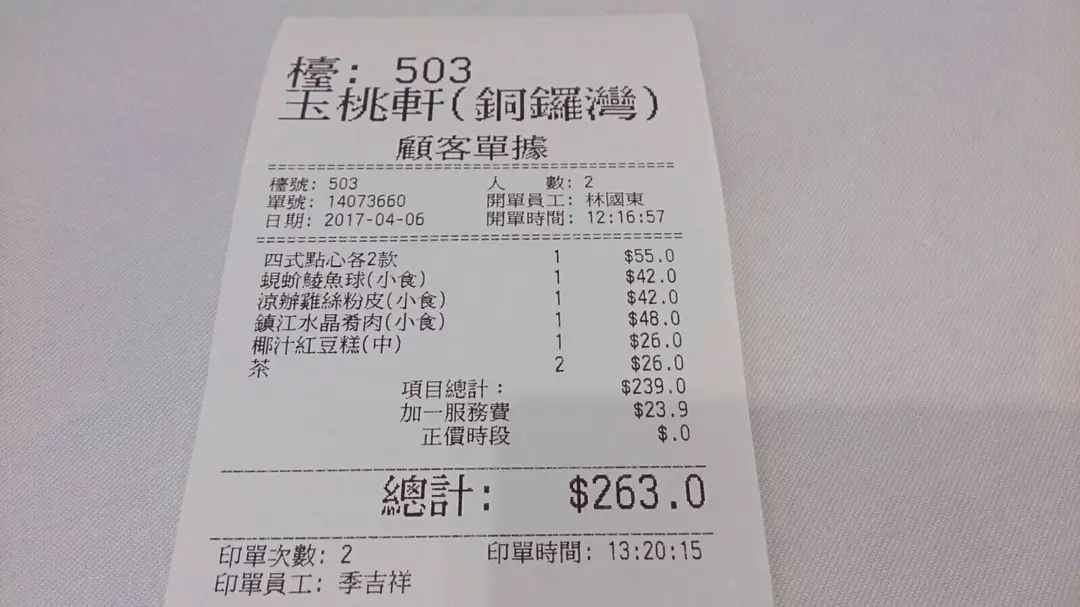 檯: 503
玉桃軒(銅鑼灣)
顧客單據
檯號: 503 人 數: 2
單號: 14073660 開單員工: 林國東
日期: 2017-04-06 開單時間: 12:16:57
四式點心各2款 1 $55.0
蜆蚧鯪魚球(小食) 1 $42.0
涼辦雞絲粉皮(小食) 1 $42.0
鎮江水晶肴肉(小食) 1 $48.0
椰汁紅豆糕(中) 1 $26.0
茶 2 $26.0
項目總計: $239.0
加一服務費 $23.9
正價時段 $.0
總計: $263.0
印單次數: 2 印單時間: 13:20:15
印單員工: 季吉祥